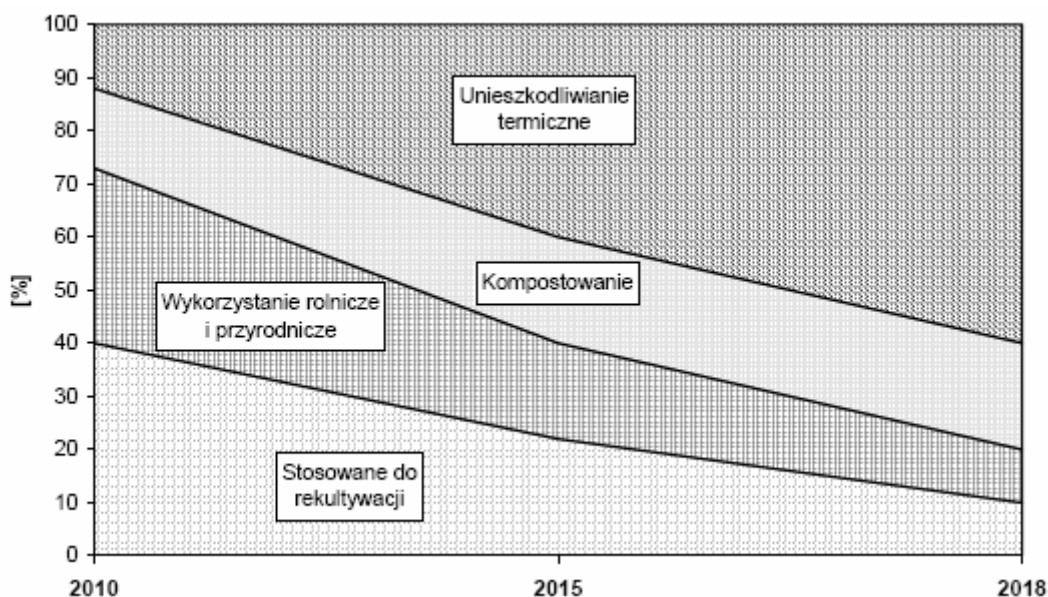 100
90
80
70
60
50
40
30
20
10
0
[%]
Unieszkodliwianie
termiczne
Kompostowanie
Wykorzystanie rolnicze
i przyrodnicze
Stosowane do
rekultywacji
2010
2015
2018